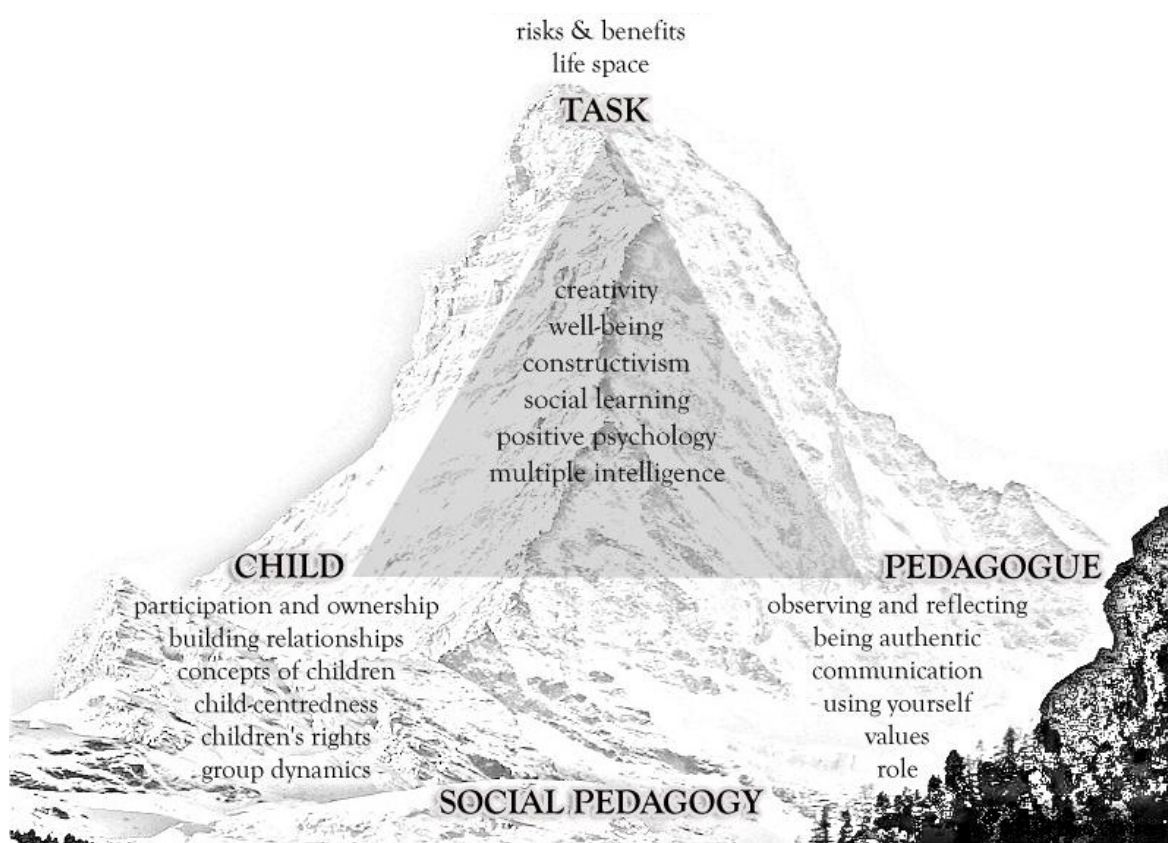 risks & benefits
life space
TASK
creativity
well-being
constructivism
social learning
positive psychology
multiple intelligence
CHILD
participation and ownership
building relationships
concepts of children
child-centredness
children's rights
group dynamics
PEDAGOGUE
observing and reflecting
being authentic
communication
using yourself
values
role
SOCIAL PEDAGOGY